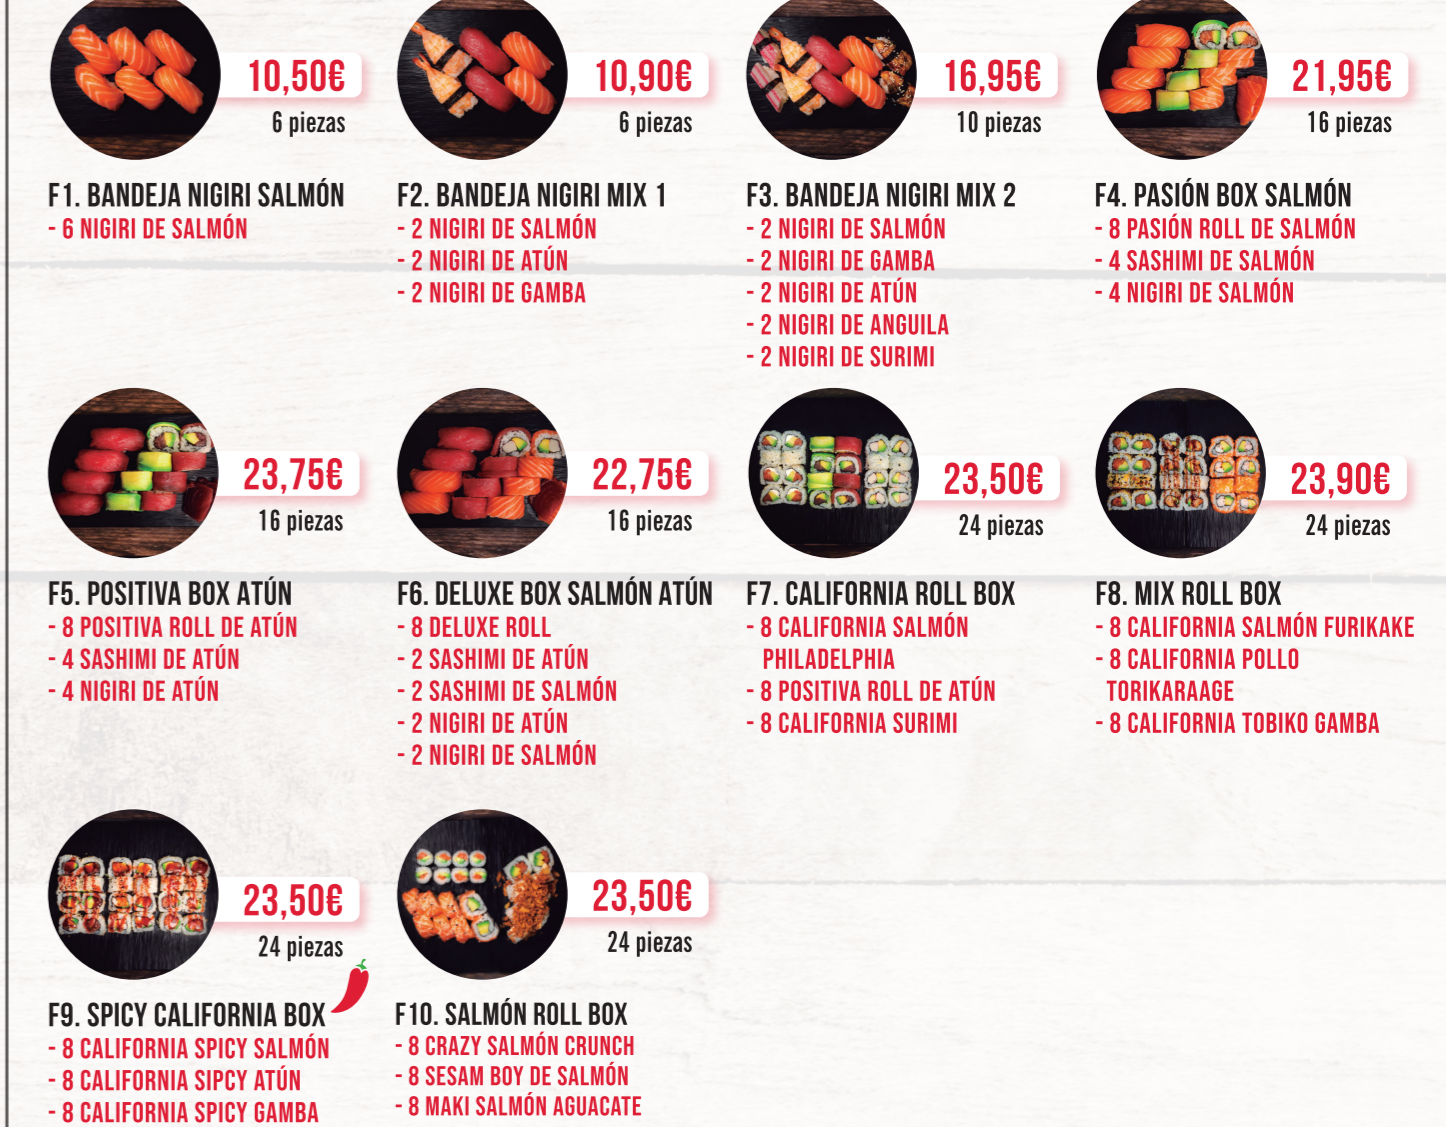 10,50€
6 piezas
F1. BANDEJA NIGIRI SALMÓN
- 6 NIGIRI DE SALMÓN
10,90€
6 piezas
F2. BANDEJA NIGIRI MIX 1
- 2 NIGIRI DE SALMÓN
- 2 NIGIRI DE ATÚN
- 2 NIGIRI DE GAMBA
16,95€
10 piezas
F3. BANDEJA NIGIRI MIX 2
- 2 NIGIRI DE SALMÓN
- 2 NIGIRI DE GAMBA
- 2 NIGIRI DE ATÚN
- 2 NIGIRI DE ANGUILA
- 2 NIGIRI DE SURIMI
21,95€
16 piezas
F4. PASIÓN BOX SALMÓN
- 8 PASIÓN ROLL DE SALMÓN
- 4 SASHIMI DE SALMÓN
- 4 NIGIRI DE SALMÓN
23,75€
16 piezas
F5. POSITIVA BOX ATÚN
- 8 POSITIVA ROLL DE ATÚN
- 4 SASHIMI DE ATÚN
- 4 NIGIRI DE ATÚN
22,75€
16 piezas
F6. DELUXE BOX SALMÓN ATÚN
- 8 DELUXE ROLL
- 2 SASHIMI DE ATÚN
- 2 SASHIMI DE SALMÓN
- 2 NIGIRI DE ATÚN
- 2 NIGIRI DE SALMÓN
23,50€
24 piezas
F7. CALIFORNIA ROLL BOX
- 8 CALIFORNIA SALMÓN
PHILADELPHIA
- 8 POSITIVA ROLL DE ATÚN
- 8 CALIFORNIA SURIMI
23,90€
24 piezas
F8. MIX ROLL BOX
- 8 CALIFORNIA SALMÓN FURIKAKE
- 8 CALIFORNIA POLLO
TORIKARAAGE
- 8 CALIFORNIA TOBIKO GAMBA
23,50€
24 piezas
F9. SPICY CALIFORNIA BOX
- 8 CALIFORNIA SPICY SALMÓN
- 8 CALIFORNIA SIPCY ATÚN
- 8 CALIFORNIA SPICY GAMBA
23,50€
24 piezas
F10. SALMÓN ROLL BOX
- 8 CRAZY SALMÓN CRUNCH
- 8 SESAM BOY DE SALMÓN
- 8 MAKI SALMÓN AGUACATE